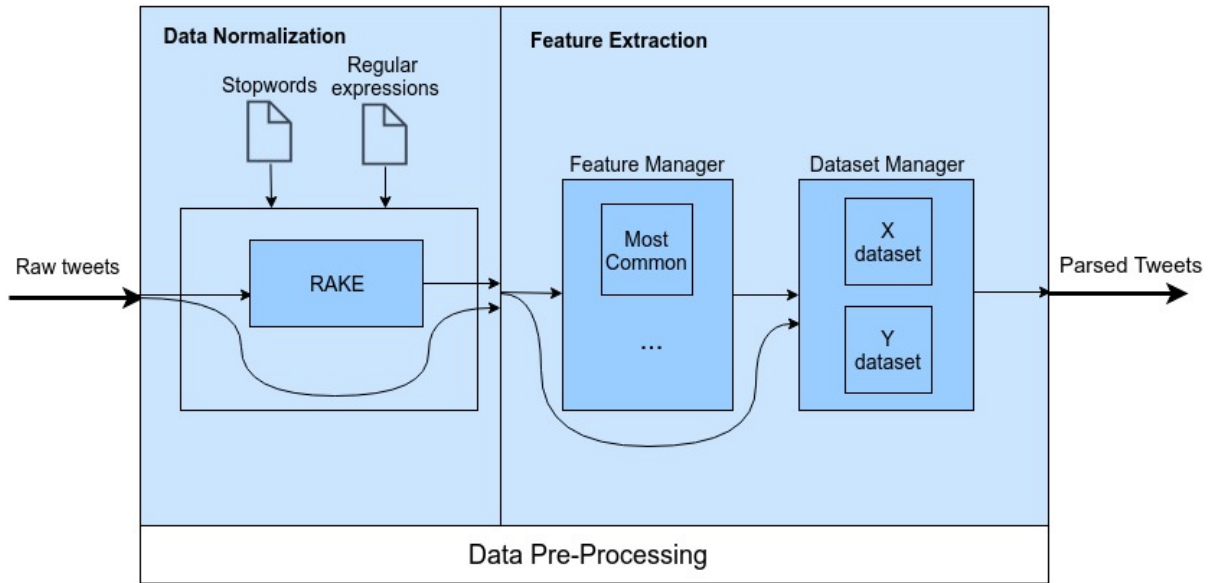 Data Normalization
Feature Extraction
Stopwords
Regular
expressions
Feature Manager
Dataset Manager
Most
Common
...
X
dataset
Y
dataset
Raw tweets
RAKE
Parsed Tweets
Data Pre-Processing